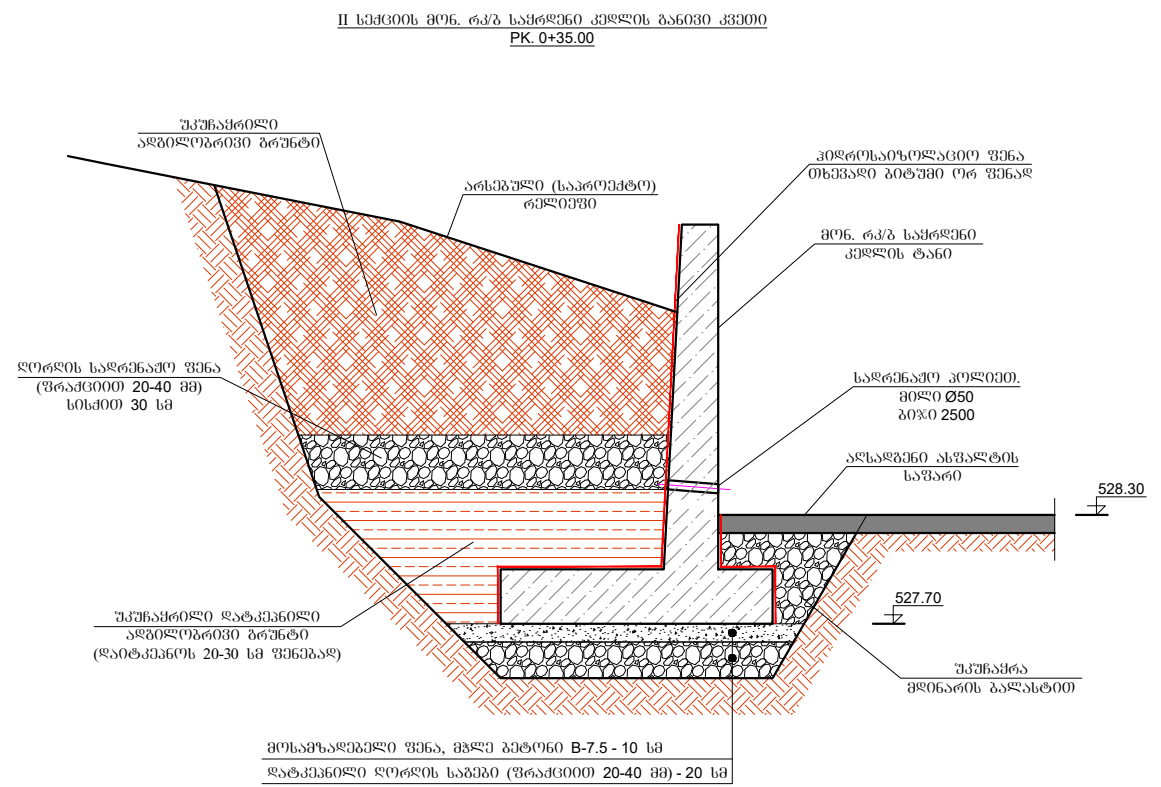 II სექციის მონ. რკ/ბ საყრდენი კედლის განივი კვეთი
PK. 0+35.00
უკუჩაყრილი
ადგილობრივი გრუნტი
არსებული (საპროექტო)
რელიეფი
ჰიდროსაიზოლაციო ფენა
თხევადი ბიტუმი ორ ფენად
მონ. რკ/ბ საყრდენი
კედლის ტანი
ღორღის სადრენაჟო ფენა
(ფრაქციით 20-40 მმ)
სისქით 30 სმ
სადრენაჟო პოლიეთ.
მილი Ø50
ბიჯი 2500
აღსადგენი ასფალტის
საფარი
528.30
527.70
უკუჩაყრილი დატკეპნილი
ადგილობრივი გრუნტი
(დაიტკეპნოს 20-30 სმ ფენებად)
უკუჩაყრა
მდინარის ბალასტით
მოსამზადებელი ფენა, მჭლე ბეტონი B-7.5 - 10 სმ
დატკეპნილი ღორღის საგები (ფრაქციით 20-40 მმ) - 20 სმ